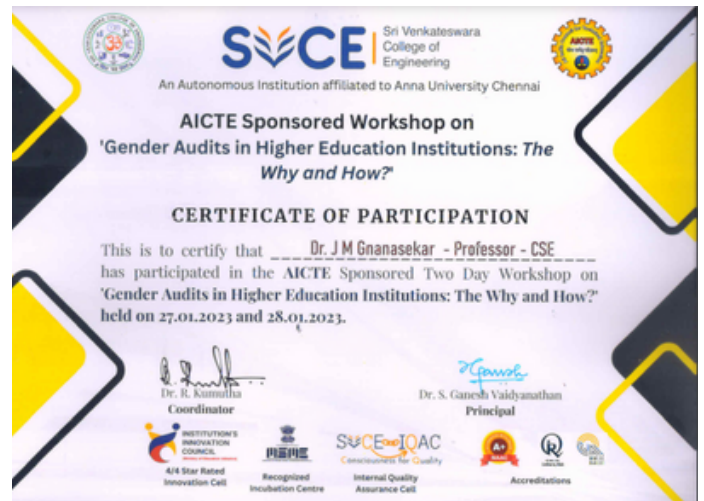 SVCE
Sri Venkateswara
College of
Engineering
AICTE
An Autonomous Institution affiliated to Anna University Chennai
AICTE Sponsored Workshop on
'Gender Audits in Higher Education Institutions: The
Why and How?'
CERTIFICATE OF PARTICIPATION
This is to certify that Dr. J M Gnanasekar - Professor - CSE
has participated in the AICTE Sponsored Two Day Workshop on
'Gender Audits in Higher Education Institutions: The Why and How?'
held on 27.01.2023 and 28.01.2023.
Dr. R. Kumutha
Coordinator
Dr. S. Ganesh Vaidyanathan
Principal
INSTITUTION'S
INNOVATION
COUNCIL
4/4 Star Rated
Innovation Cell
Recognized
Incubation Centre
SVCE IQAC
Consciousness for Quality
Internal Quality
Assurance Cell
A+
NAAC
Accreditations